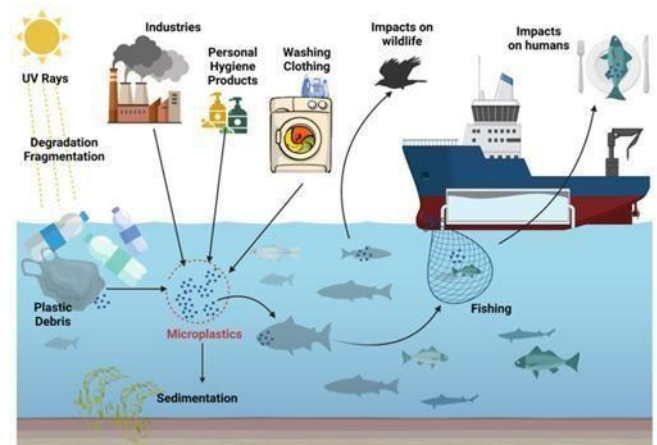 Industries
Impacts on
wildlife
Impacts
on humans
Personal
Hygiene
Products
Washing
Clothing
UV Rays
Degradation
Fragmentation
Plastic
Debris
Microplastics
Fishing
Sedimentation